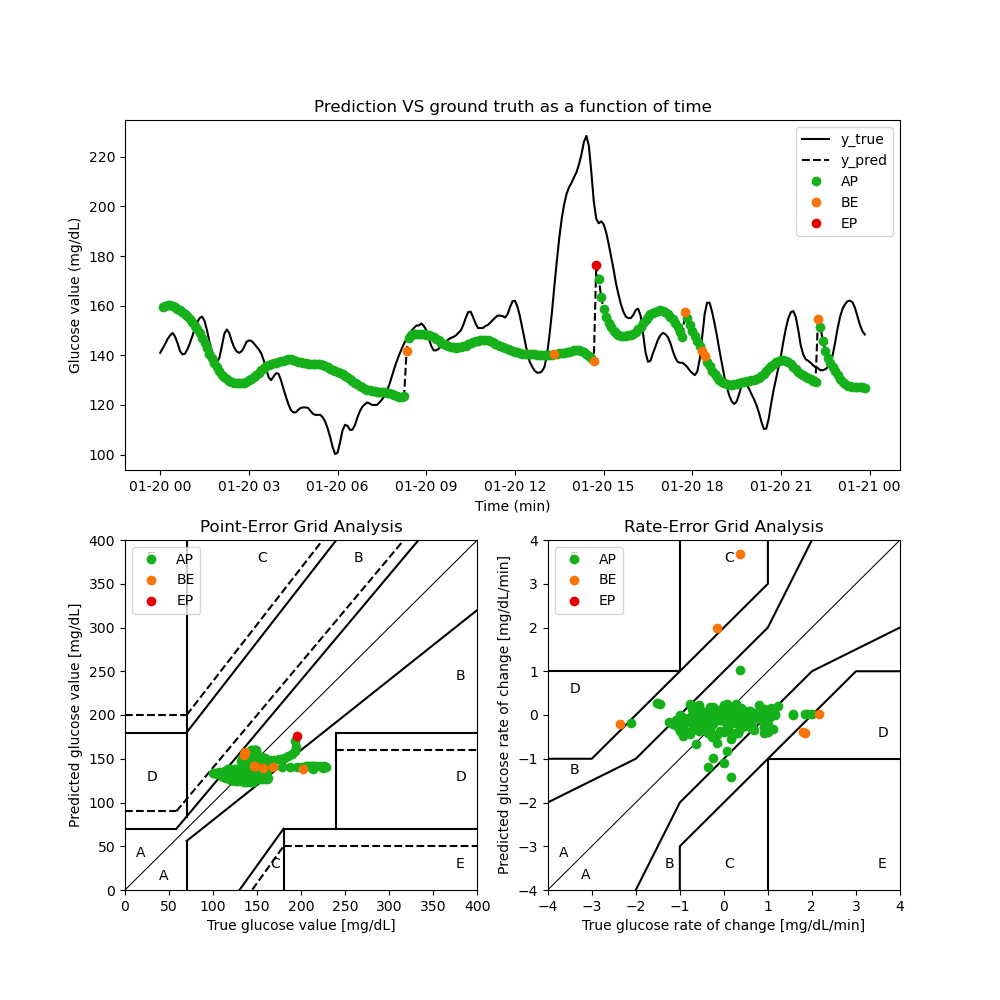 Prediction VS ground truth as a function of time
Glucose value (mg/dL)
220
200
180
160
140
120
100
y_true
y_pred
AP
BE
EP
01-20 00 01-20 03 01-20 06 01-20 09 01-20 12 01-20 15 01-20 18 01-20 21 01-21 00
Time (min)
Point-Error Grid Analysis
Predicted glucose value [mg/dL]
400
350
300
250
200
150
100
50
0
AP
BE
EP
C
B
B
D
D
A
A
C
E
0 50 100 150 200 250 300 350 400
True glucose value [mg/dL]
Rate-Error Grid Analysis
Predicted glucose rate of change [mg/dL/min]
4
3
2
1
0
−1
−2
−3
−4
AP
BE
EP
C
D
D
B
A
A
B
C
E
−4 −3 −2 −1 0 1 2 3 4
True glucose rate of change [mg/dL/min]